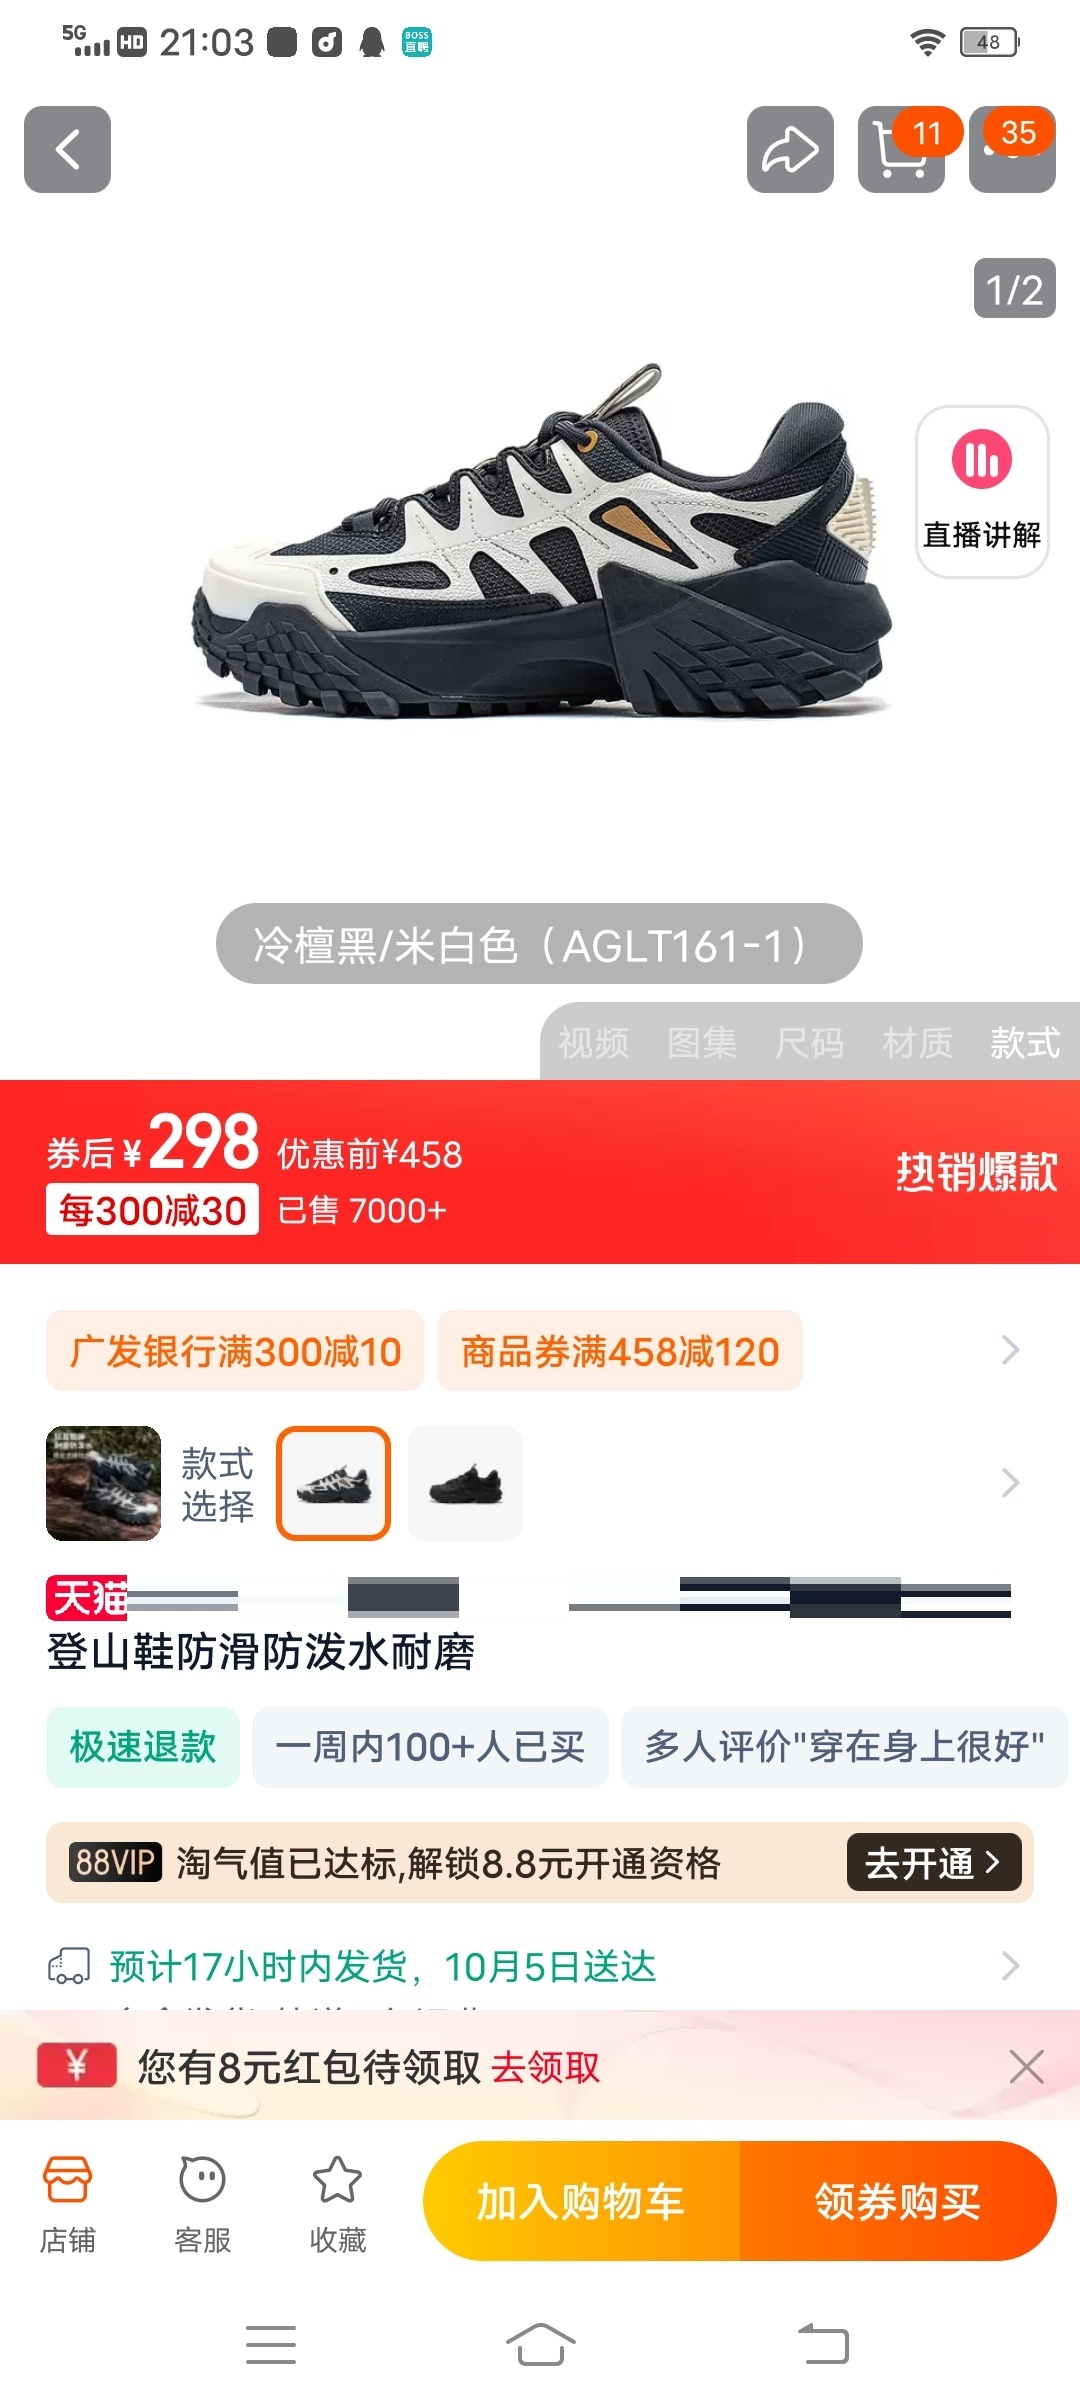 5G HD 21:03 BOSS直聘 48
11 35
1/2
直播讲解
冷檀黑/米白色（AGLT161-1）
视频 图集 尺码 材质 款式
券后¥298 优惠前¥458
热销爆款
每300减30 已售 7000+
广发银行满300减10 商品券满458减120
款式
选择
天猫
登山鞋防滑防泼水耐磨
极速退款 一周内100+人已买 多人评价"穿在身上很好"
88VIP 淘气值已达标,解锁8.8元开通资格 去开通
预计17小时内发货，10月5日送达
¥ 您有8元红包待领取 去领取
店铺 客服 收藏 加入购物车 领券购买